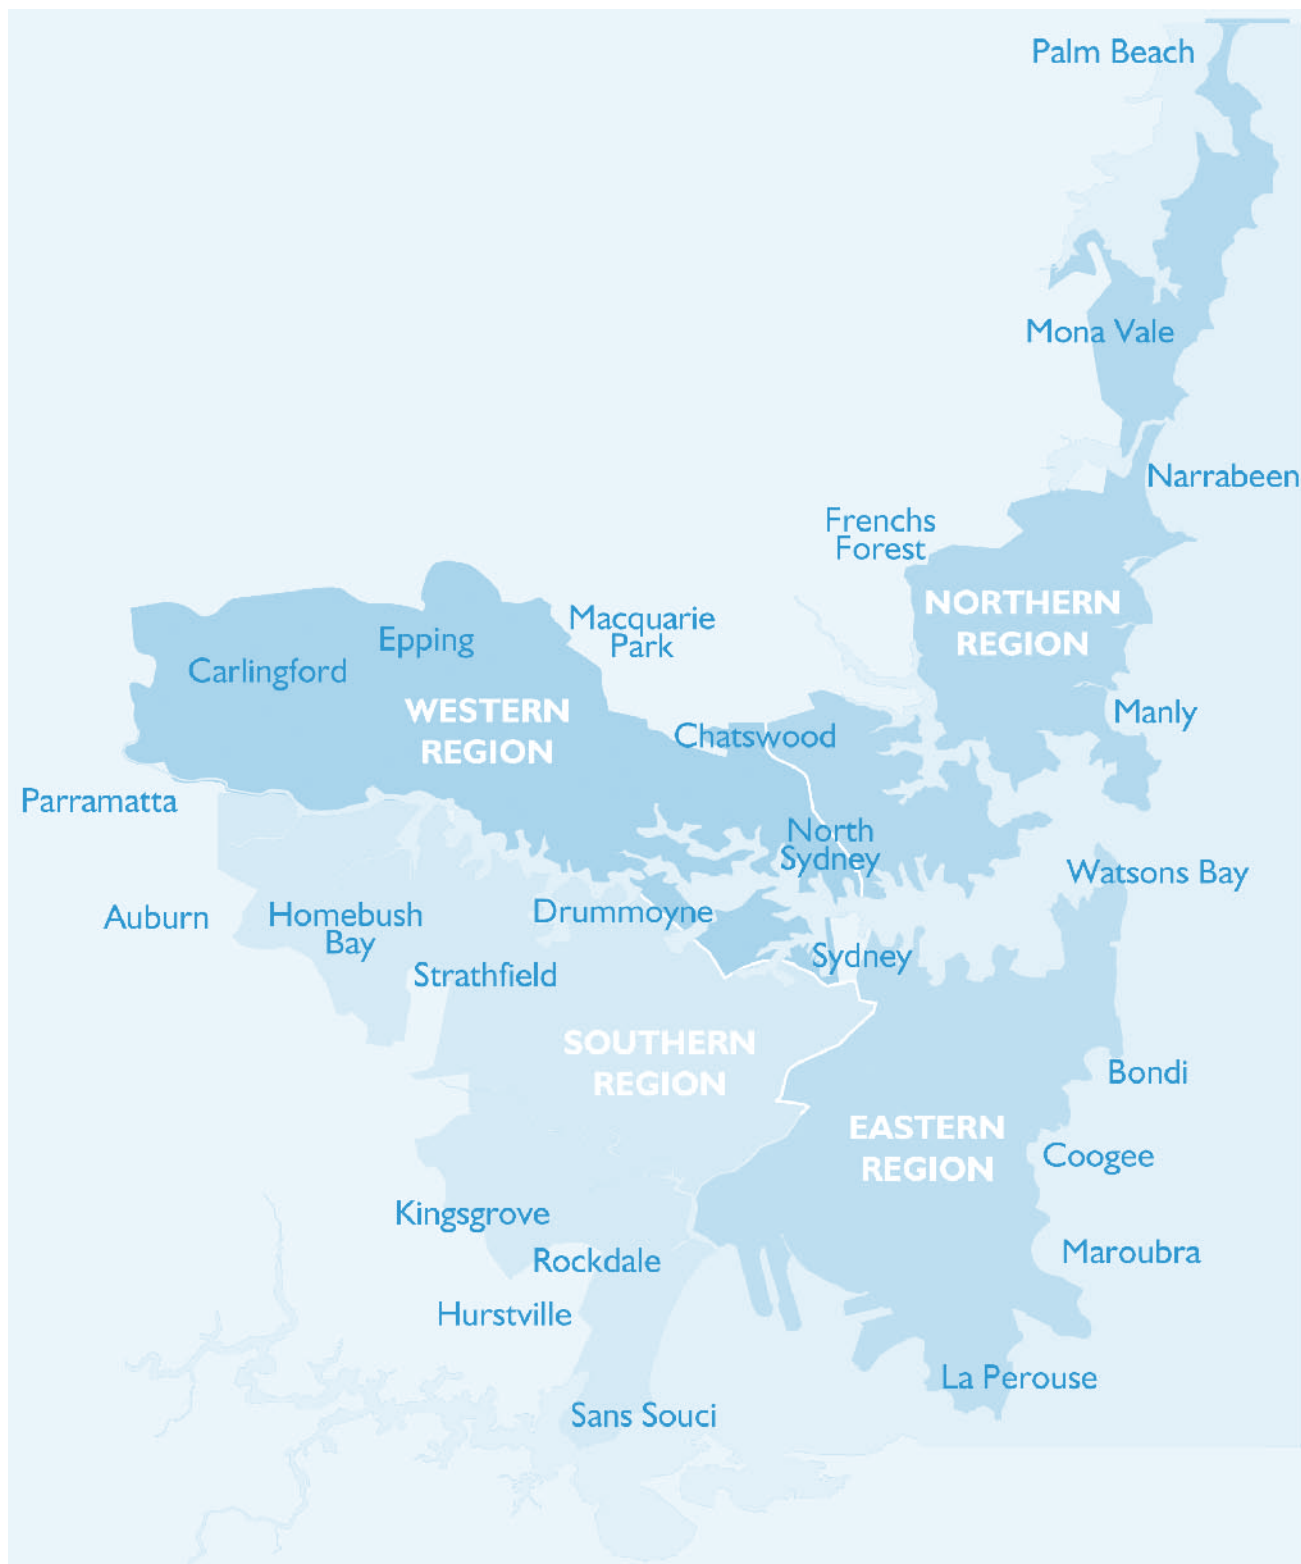 Palm Beach
Mona Vale
Narrabeen
Frenchs
Forest
NORTHERN
REGION
Macquarie
Park
Epping
Carlingford
WESTERN
REGION
Manly
Chatswood
Parramatta
North
Sydney
Watsons Bay
Auburn
Homebush
Bay
Drummoyne
Sydney
Strathfield
SOUTHERN
REGION
Bondi
EASTERN
REGION
Coogee
Kingsgrove
Maroubra
Rockdale
Hurstville
La Perouse
Sans Souci